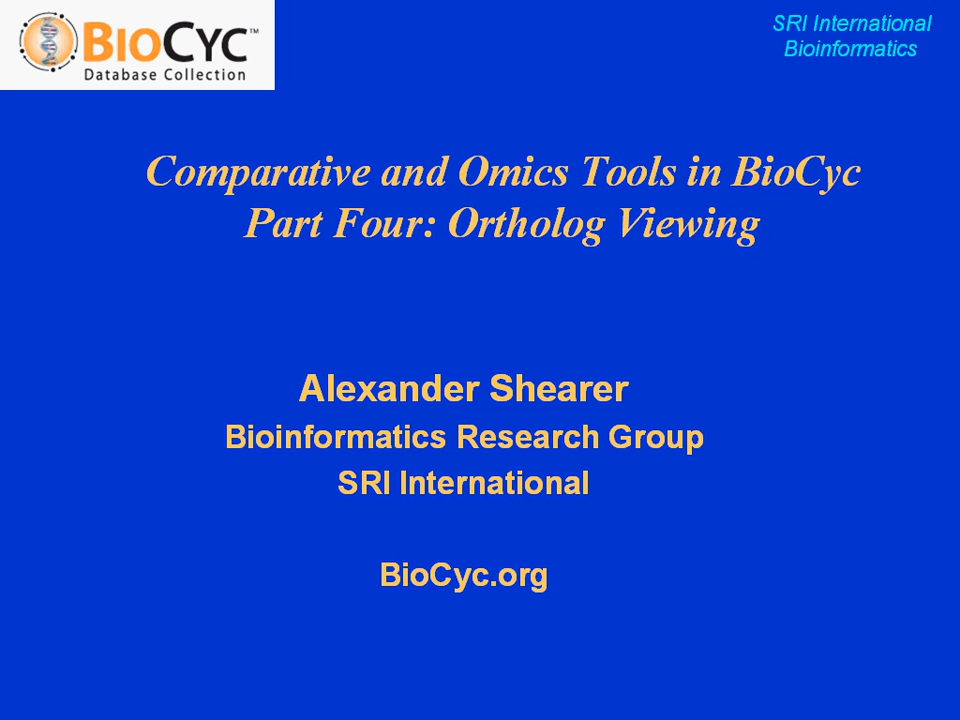 BIOCYC™
Database Collection
SRI International
Bioinformatics
Comparative and Omics Tools in BioCyc
Part Four: Ortholog Viewing
Alexander Shearer
Bioinformatics Research Group
SRI International
BioCyc.org